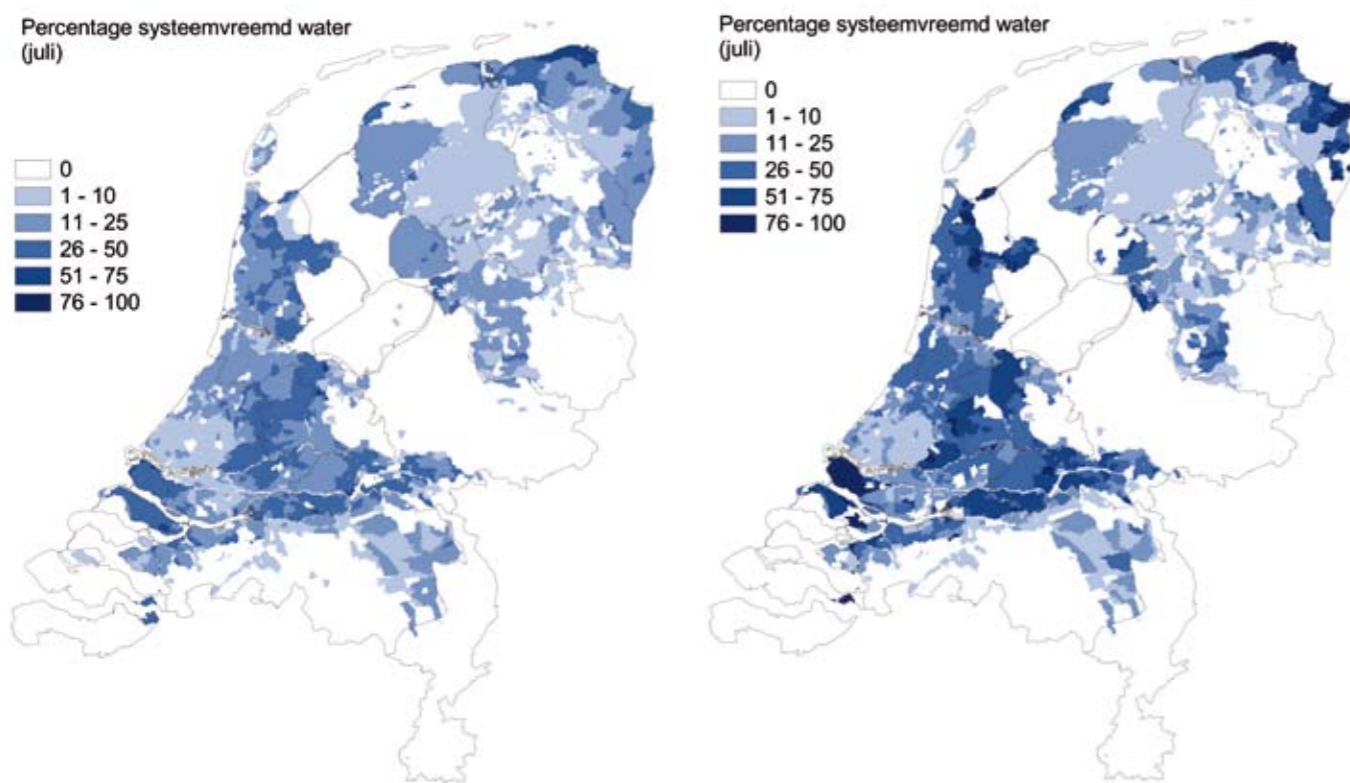 Percentage systeemvreemd water
(juli)
0
1 - 10
11 - 25
26 - 50
51 - 75
76 - 100
Percentage systeemvreemd water
(juli)
0
1 - 10
11 - 25
26 - 50
51 - 75
76 - 100